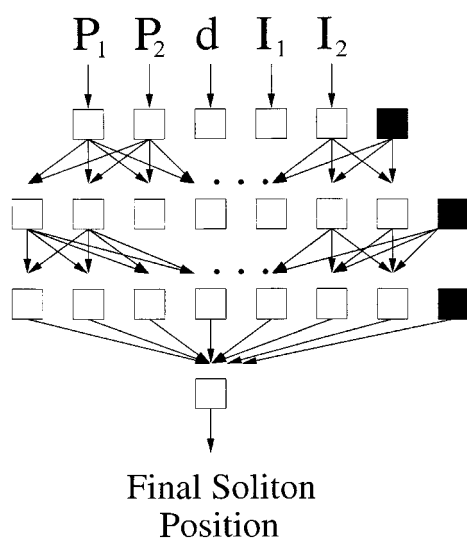 P₁ P₂ d I₁ I₂
Final Soliton
Position